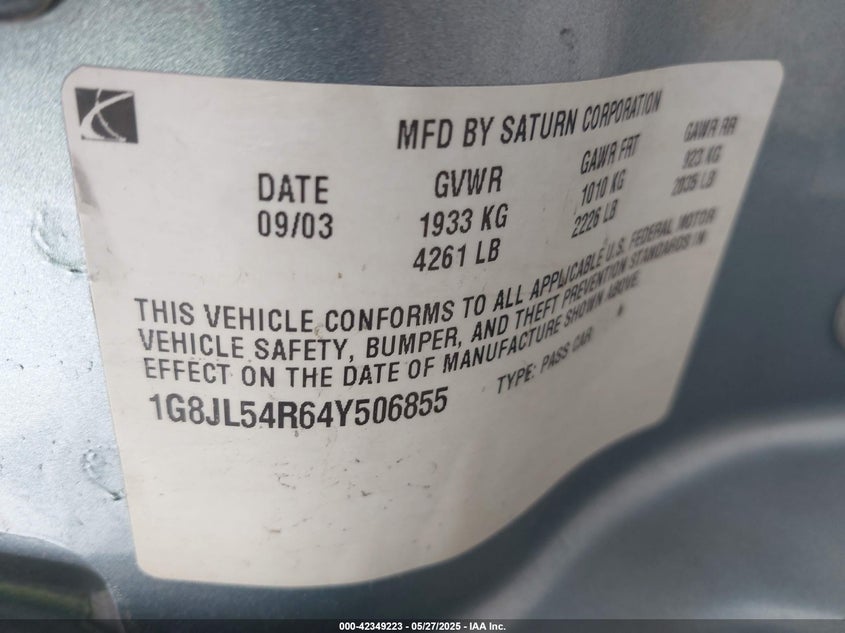 MFD BY SATURN CORPORATION
DATE GVWR GAWR FRT GAWR RR
09/03 1933 KG 1010 KG 923 KG
4261 LB 2226 LB 2035 LB
THIS VEHICLE CONFORMS TO ALL APPLICABLE U.S. FEDERAL MOTOR
VEHICLE SAFETY, BUMPER, AND THEFT PREVENTION STANDARDS IN
EFFECT ON THE DATE OF MANUFACTURE SHOWN ABOVE.
1G8JL54R64Y506855 TYPE: PASS CAR
000-42349223 - 05/27/2025 - IAA Inc.